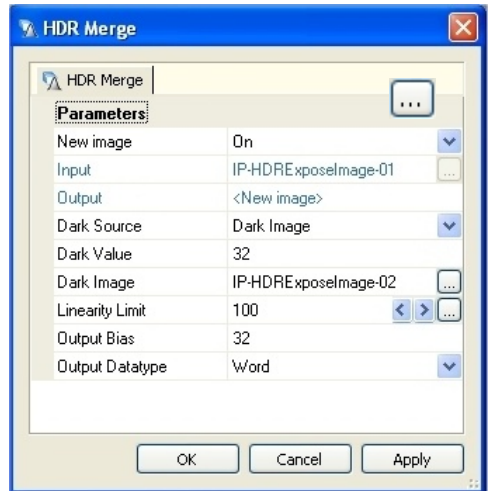 HDR Merge
HDR Merge
...
Parameters
New image On
Input IP-HDRExposeImage-01 ...
Output <New image>
Dark Source Dark Image
Dark Value 32
Dark Image IP-HDRExposeImage-02 ...
Linearity Limit 100 < > ...
Output Bias 32
Output Datatype Word
OK Cancel Apply